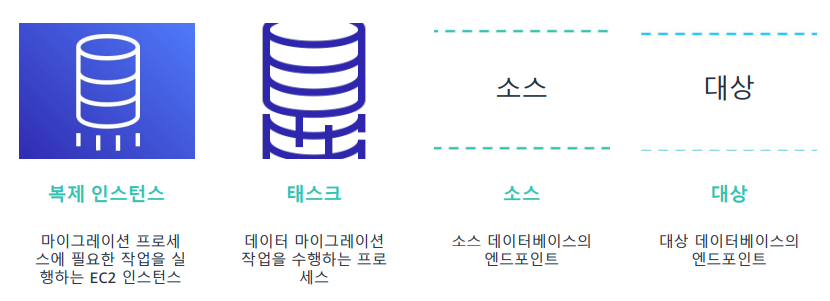 소스
대상
복제 인스턴스
태스크
소스
대상
마이그레이션 프로세
스에 필요한 작업을 실
행하는 EC2 인스턴스
데이터 마이그레이션
작업을 수행하는 프로
세스
소스 데이터베이스의
엔드포인트
대상 데이터베이스의
엔드포인트